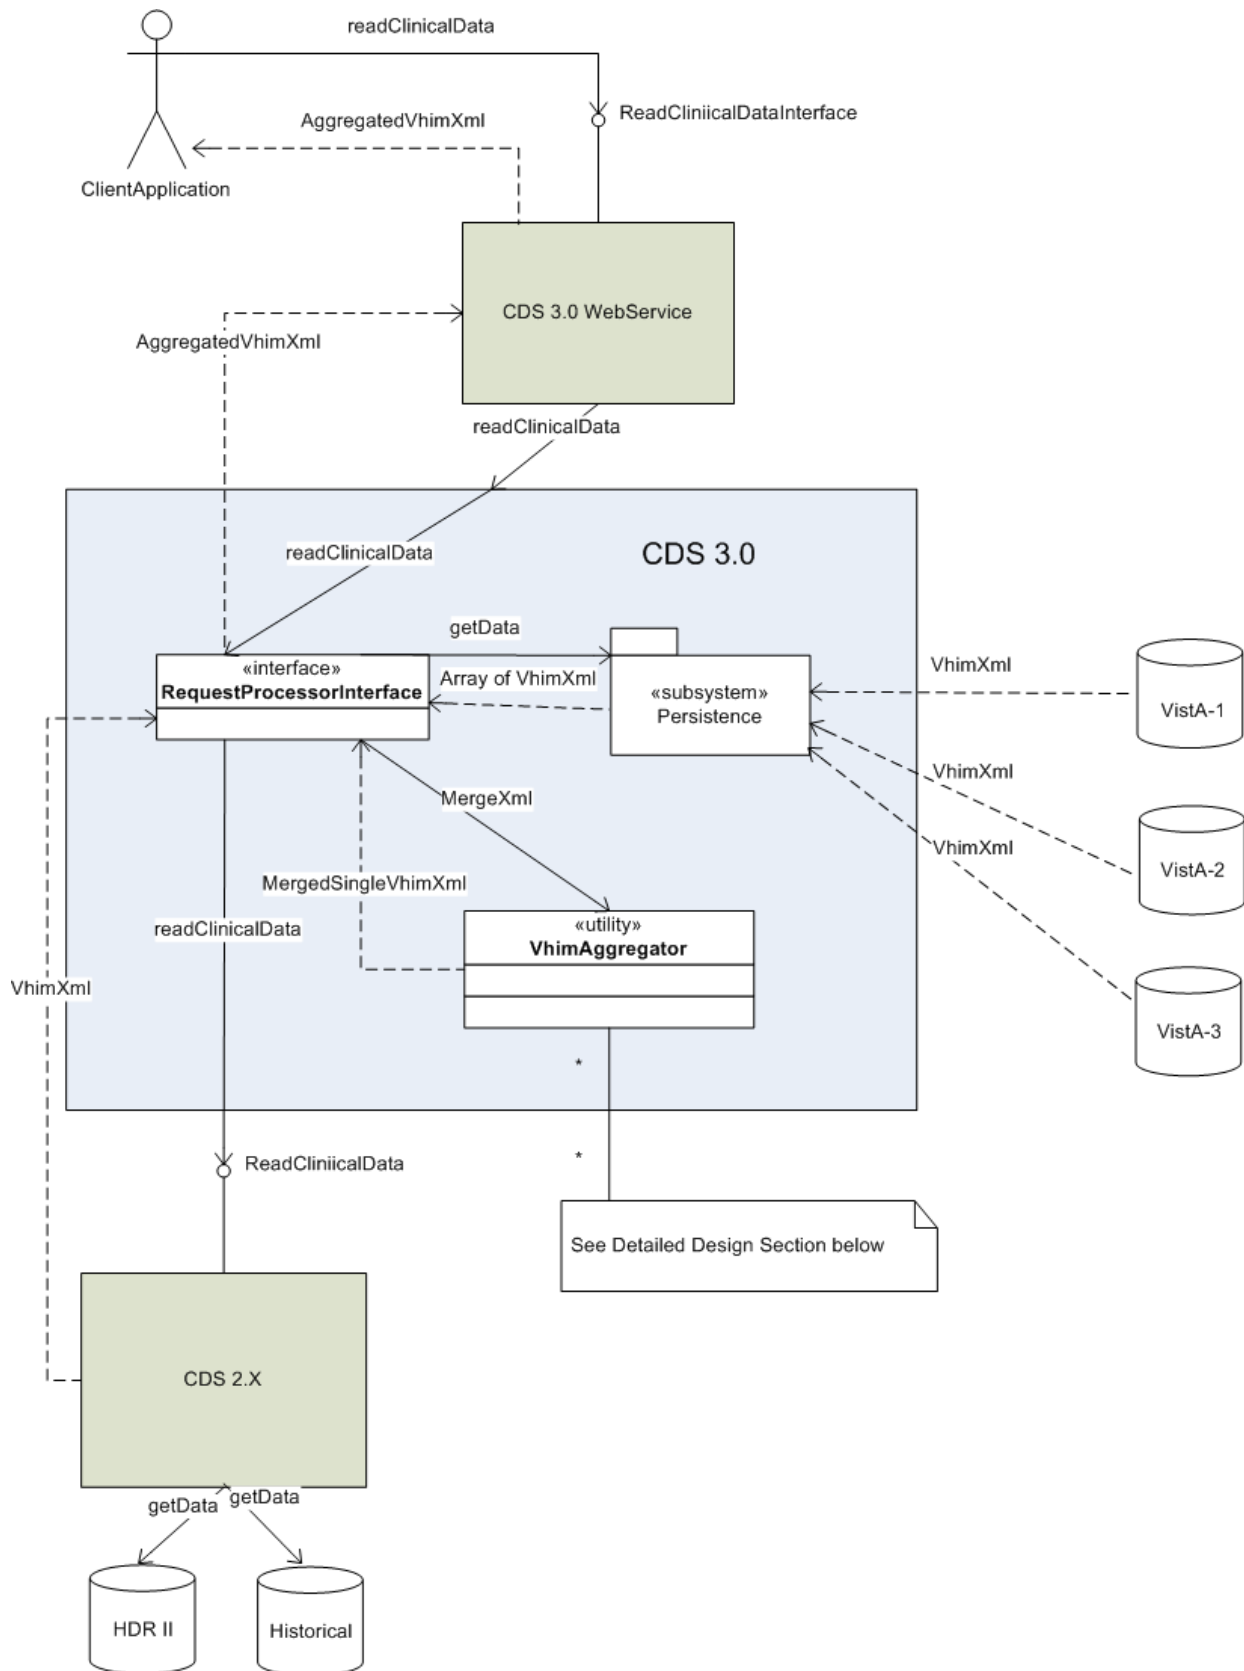 readClinicalData
ReadCliniicalDataInterface
AggregatedVhimXml
ClientApplication
CDS 3.0 WebService
AggregatedVhimXml
readClinicalData
CDS 3.0
readClinicalData
getData
«interface»
RequestProcessorInterface
Array of VhimXml
«subsystem»
Persistence
VhimXml
VistA-1
VhimXml
MergeXml
VhimXml
VistA-2
MergedSingleVhimXml
«utility»
VhimAggregator
readClinicalData
VhimXml
VistA-3
*
*
ReadCliniicalData
See Detailed Design Section below
CDS 2.X
getData
getData
HDR II
Historical